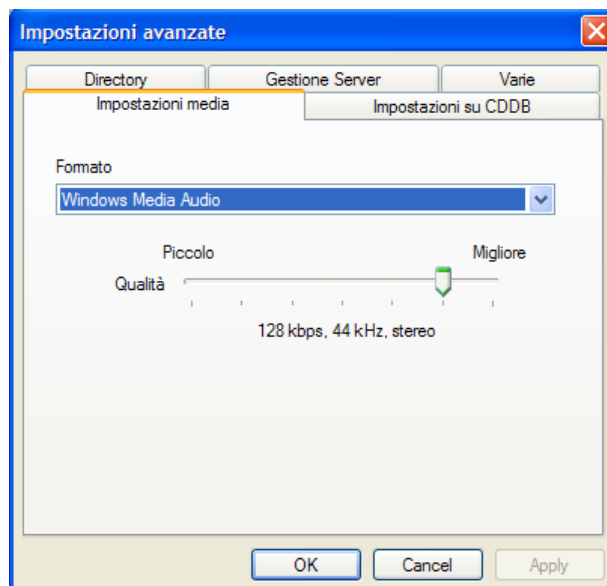 Impostazioni avanzate
Directory Gestione Server Varie
Impostazioni media Impostazioni su CDDB
Formato
Windows Media Audio
Piccolo Migliore
Qualità
128 kbps, 44 kHz, stereo
OK Cancel Apply